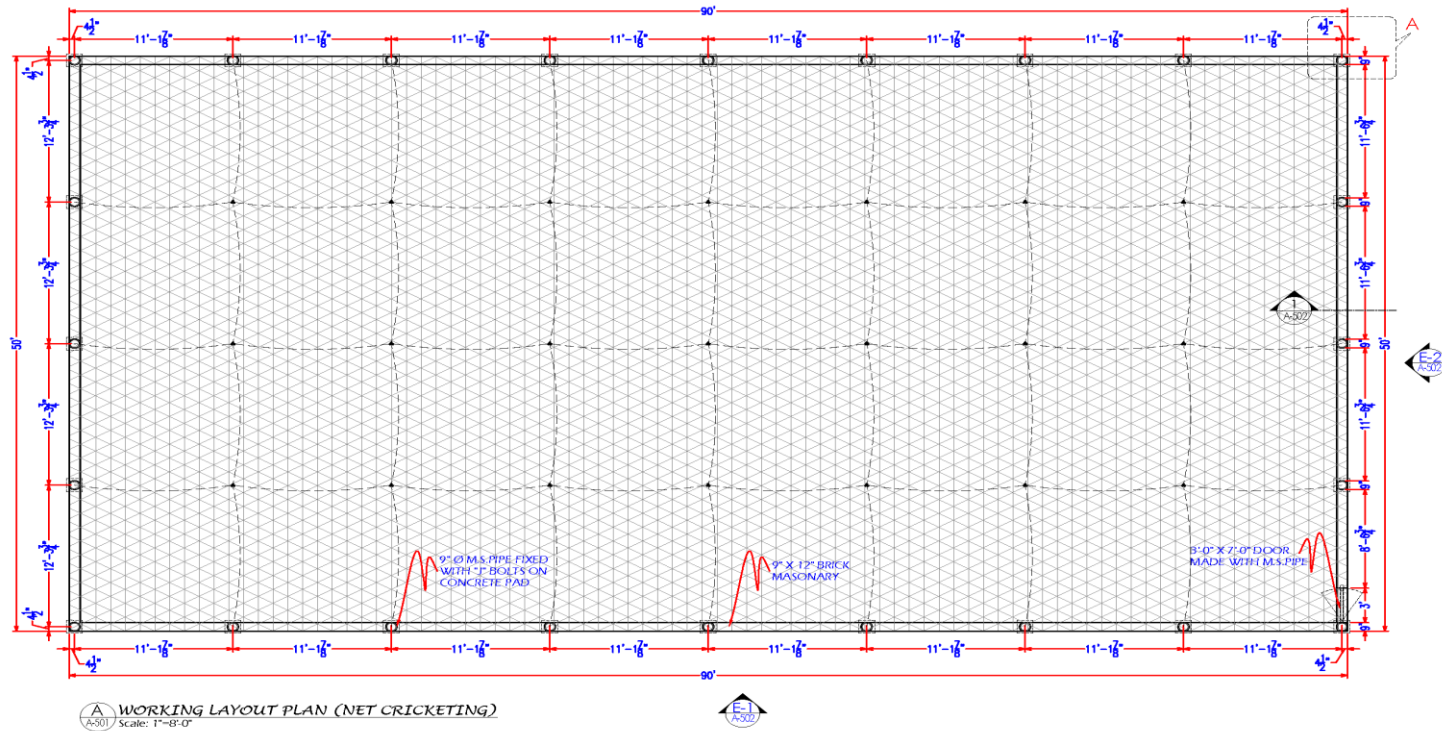 90'
4½" 11'-1⅞" 11'-1⅞" 11'-1⅞" 11'-1⅞" 11'-1⅞" 11'-1⅞" 11'-1⅞" 11'-1⅞" 4½"
A
4½"
9"
12'-3¾"
11'-6¾"
9"
12'-3¾"
11'-6¾"
1
A-502
50'
9"
50'
E-2
A-502
12'-3¾"
11'-6¾"
9"
12'-3¾"
8'-6¾"
9" Ø M.S.PIPE FIXED
WITH "J" BOLTS ON
CONCRETE PAD
9" X 12" BRICK
MASONARY
3'-0" X 7'-0" DOOR
MADE WITH M.S.PIPE
3'
4½"
9"
11'-1⅞" 11'-1⅞" 11'-1⅞" 11'-1⅞" 11'-1⅞" 11'-1⅞" 11'-1⅞" 11'-1⅞"
4½" 4½"
90'
A
A-501
WORKING LAYOUT PLAN (NET CRICKETING)
Scale: 1"=8'-0"
E-1
A-502